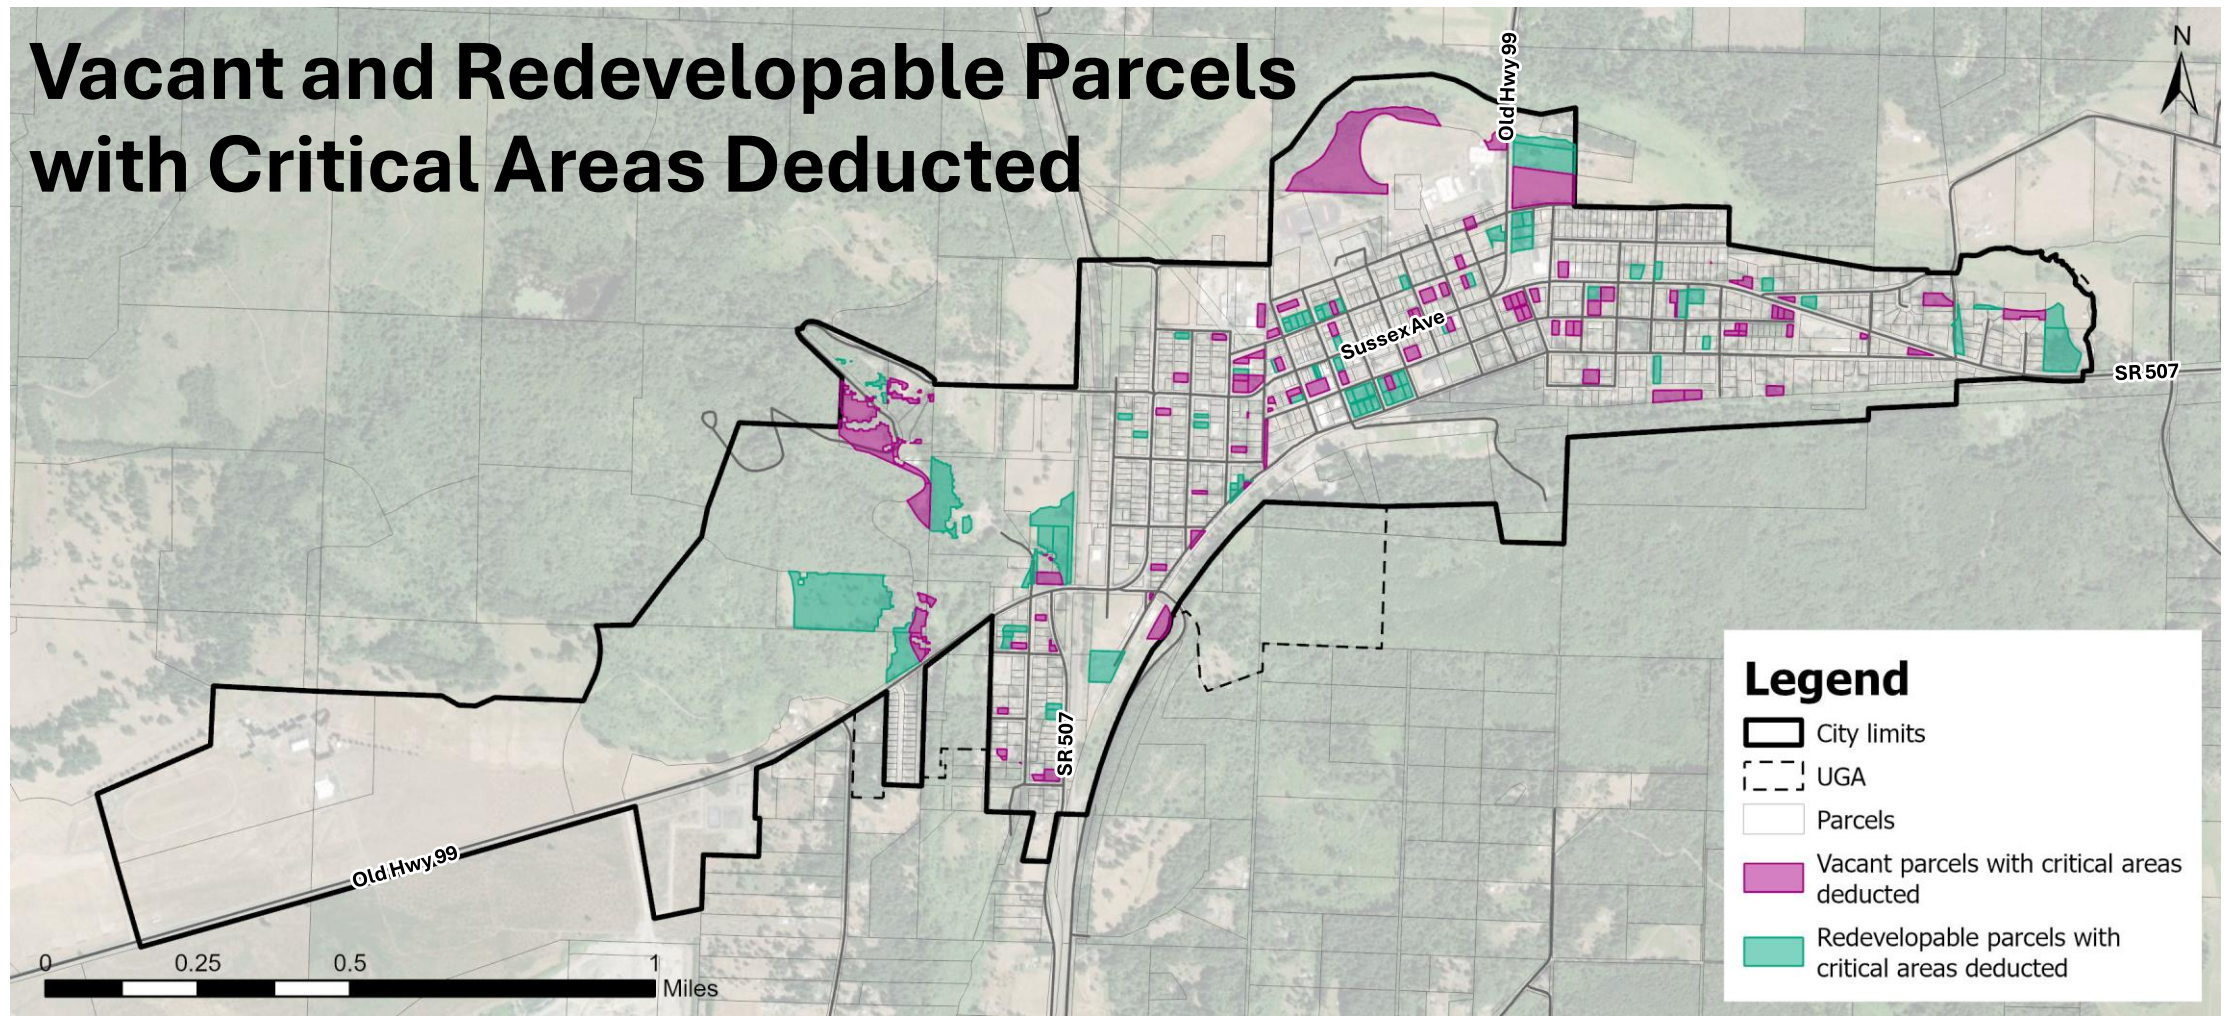 Vacant and Redevelopable Parcels
with Critical Areas Deducted
N
Old Hwy 99
Sussex Ave
SR 507
SR 507
Old Hwy 99
Legend
City limits
UGA
Parcels
Vacant parcels with critical areas
deducted
Redevelopable parcels with
critical areas deducted
0 0.25 0.5 1
Miles